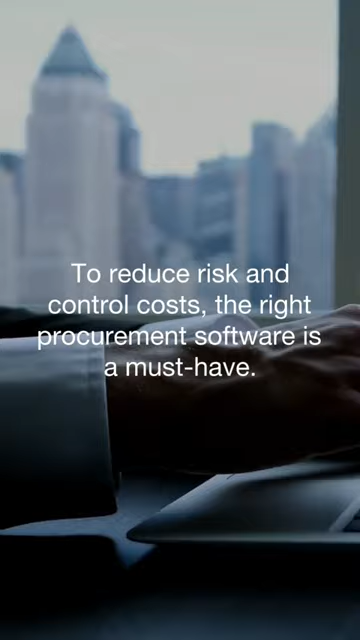 To reduce risk and
control costs, the right
procurement software is
a must-have.